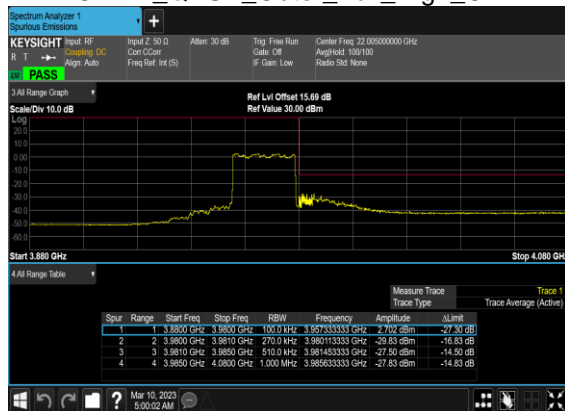 Spectrum Analyzer 1
Spurious Emissions
KEYSIGHT Input: RF
R T Coupling: DC
Align: Auto
Input Z: 50 Ω
Corr CCorr
Freq Ref: Int (S)
Atten: 30 dB
Trig: Free Run
Gate: Off
IF Gain: Low
Center Freq: 22.005000000 GHz
Avg|Hold: 100/100
Radio Std: None
PASS
3 All Range Graph
Ref Lvl Offset 15.69 dB
Scale/Div 10.0 dB
Ref Value 30.00 dBm
Log
20.0
10.0
0.00
-10.0
-20.0
-30.0
-40.0
-50.0
-60.0
Start 3.880 GHz
Stop 4.080 GH
4 All Range Table
Measure Trace Trace 1
Trace Type Trace Average (Active)
Spur Range Start Freq Stop Freq RBW Frequency Amplitude ΔLimit
1 1 3.8800 GHz 3.9800 GHz 100.0 kHz 3.957333333 GHz 2.702 dBm -27.30 dB
2 2 3.9800 GHz 3.9810 GHz 270.0 kHz 3.980113333 GHz -29.83 dBm -16.83 dB
3 3 3.9810 GHz 3.9850 GHz 510.0 kHz 3.981453333 GHz -27.50 dBm -14.50 dB
4 4 3.9850 GHz 4.0800 GHz 1.000 MHz 3.985633333 GHz -27.83 dBm -14.83 dB
Mar 10, 2023
5:00:02 AM